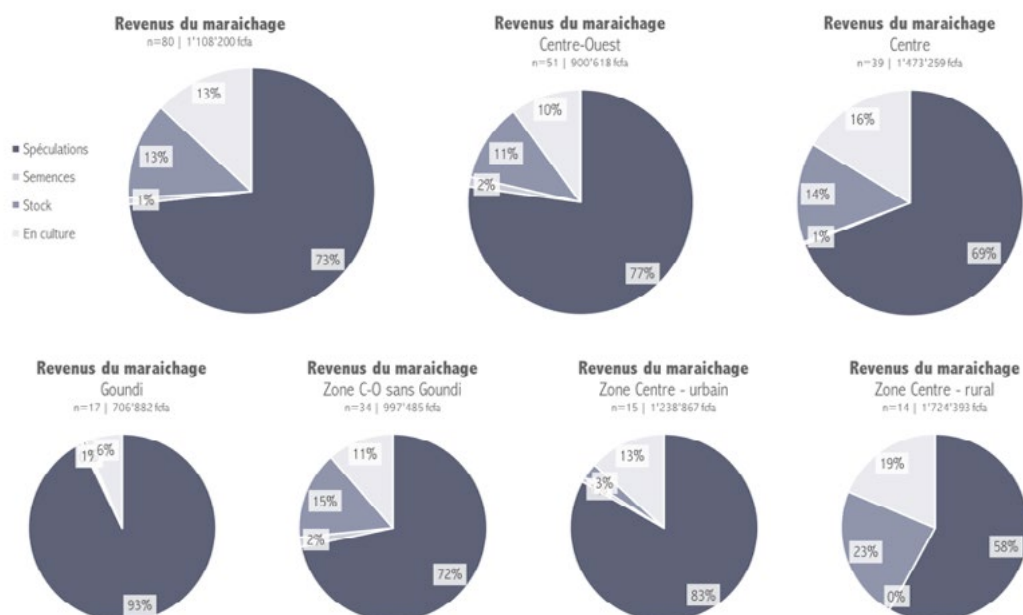 Revenus du maraichage
n=80 | 1'108'200 fcfa
13%
13%
1%
73%
Spéculations
Semences
Stock
En culture
Revenus du maraichage
Centre-Ouest
n=51 | 900'618 fcfa
10%
11%
2%
77%
Revenus du maraichage
Centre
n=39 | 1'473'259 fcfa
16%
14%
1%
69%
Revenus du maraichage
Goundi
n=17 | 706'882 fcfa
1%
6%
93%
Revenus du maraichage
Zone C-O sans Goundi
n=34 | 997'485 fcfa
11%
15%
2%
72%
Revenus du maraichage
Zone Centre - urbain
n=15 | 1'238'867 fcfa
13%
3%
83%
Revenus du maraichage
Zone Centre - rural
n=14 | 1'724'393 fcfa
19%
23%
0%
58%